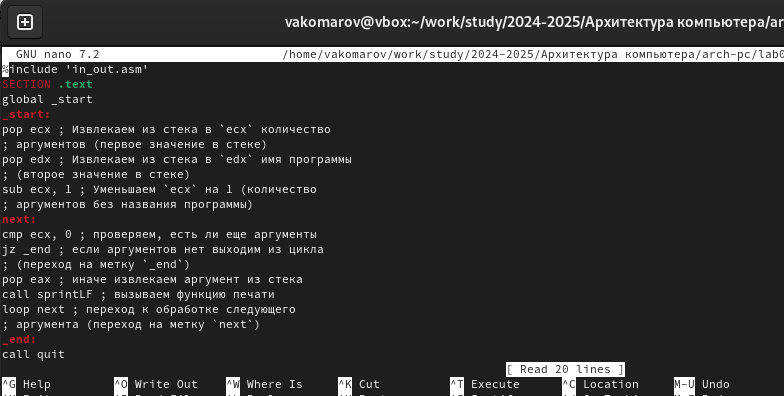 vakomarov@vbox:~/work/study/2024-2025/Архитектура компьютера/ar
GNU nano 7.2 /home/vakomarov/work/study/2024-2025/Архитектура компьютера/arch-pc/lab0
%include 'in_out.asm'
SECTION .text
global _start
_start:
pop ecx ; Извлекаем из стека в `ecx` количество
; аргументов (первое значение в стеке)
pop edx ; Извлекаем из стека в `edx` имя программы
; (второе значение в стеке)
sub ecx, 1 ; Уменьшаем `ecx` на 1 (количество
; аргументов без названия программы)
next:
cmp ecx, 0 ; проверяем, есть ли еще аргументы
jz _end ; если аргументов нет выходим из цикла
; (переход на метку `_end`)
pop eax ; иначе извлекаем аргумент из стека
call sprintLF ; вызываем функцию печати
loop next ; переход к обработке следующего
; аргумента (переход на метку `next`)
_end:
call quit
[ Read 20 lines ]
^G Help ^O Write Out ^W Where Is ^K Cut ^T Execute ^C Location M-U Undo